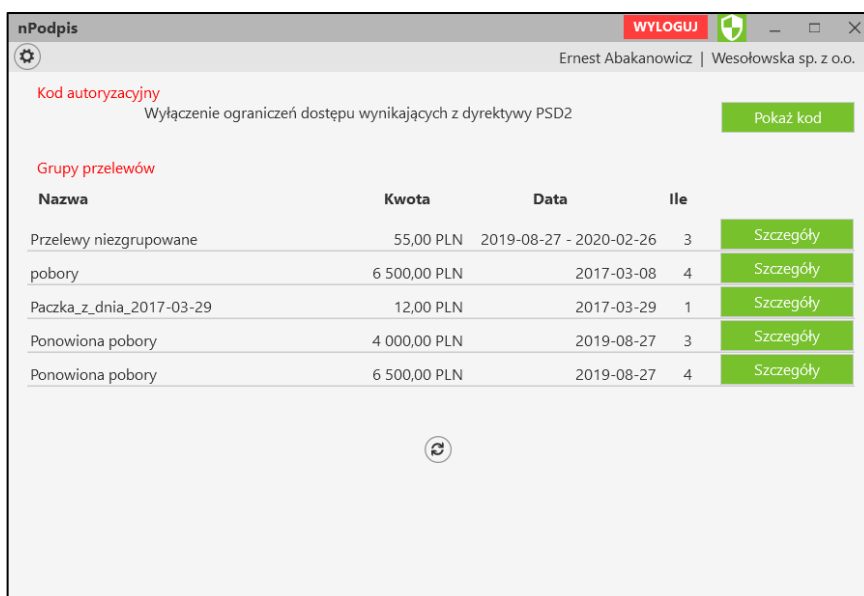 nPodpis WYLOGUJ
Ernest Abakanowicz | Wesołowska sp. z o.o.
Kod autoryzacyjny
Wyłączenie ograniczeń dostępu wynikających z dyrektywy PSD2 Pokaż kod
Grupy przelewów
Nazwa Kwota Data Ile
Przelewy niezgrupowane 55,00 PLN 2019-08-27 - 2020-02-26 3 Szczegóły
pobory 6 500,00 PLN 2017-03-08 4 Szczegóły
Paczka_z_dnia_2017-03-29 12,00 PLN 2017-03-29 1 Szczegóły
Ponowiona pobory 4 000,00 PLN 2019-08-27 3 Szczegóły
Ponowiona pobory 6 500,00 PLN 2019-08-27 4 Szczegóły